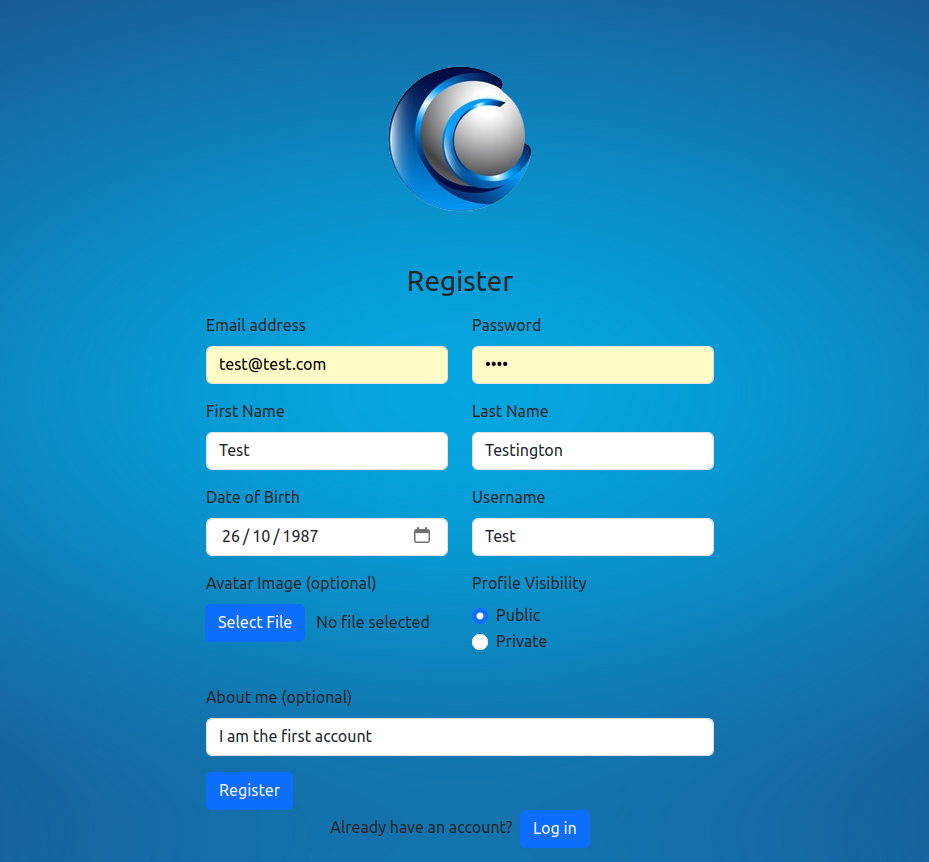 Register
Email address Password
test@test.com ••••
First Name Last Name
Test Testington
Date of Birth Username
26/10/1987 Test
Avatar Image (optional) Profile Visibility
Select File No file selected Public
Private
About me (optional)
I am the first account
Register
Already have an account? Log in